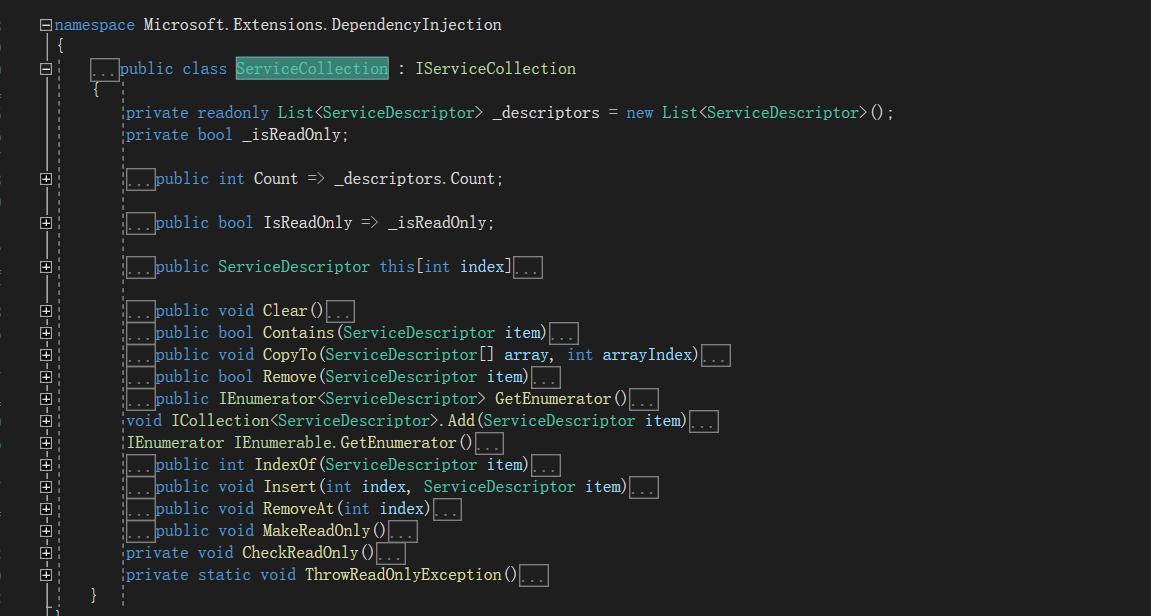 namespace Microsoft.Extensions.DependencyInjection
{
...public class ServiceCollection : IServiceCollection
{
private readonly List<ServiceDescriptor> _descriptors = new List<ServiceDescriptor>();
private bool _isReadOnly;
...public int Count => _descriptors.Count;
...public bool IsReadOnly => _isReadOnly;
...public ServiceDescriptor this[int index]...
...public void Clear()...
...public bool Contains(ServiceDescriptor item)...
...public void CopyTo(ServiceDescriptor[] array, int arrayIndex)...
...public bool Remove(ServiceDescriptor item)...
...public IEnumerator<ServiceDescriptor> GetEnumerator()...
void ICollection<ServiceDescriptor>.Add(ServiceDescriptor item)...
IEnumerator IEnumerable.GetEnumerator()...
...public int IndexOf(ServiceDescriptor item)...
...public void Insert(int index, ServiceDescriptor item)...
...public void RemoveAt(int index)...
...public void MakeReadOnly()...
private void CheckReadOnly()...
private static void ThrowReadOnlyException()...
}
}